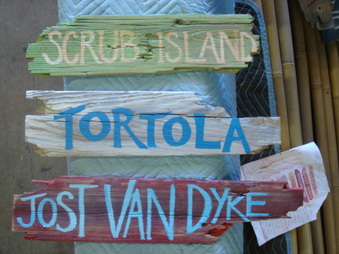 SCRUB ISLAND
TORTOLA
JOST VAN DYKE